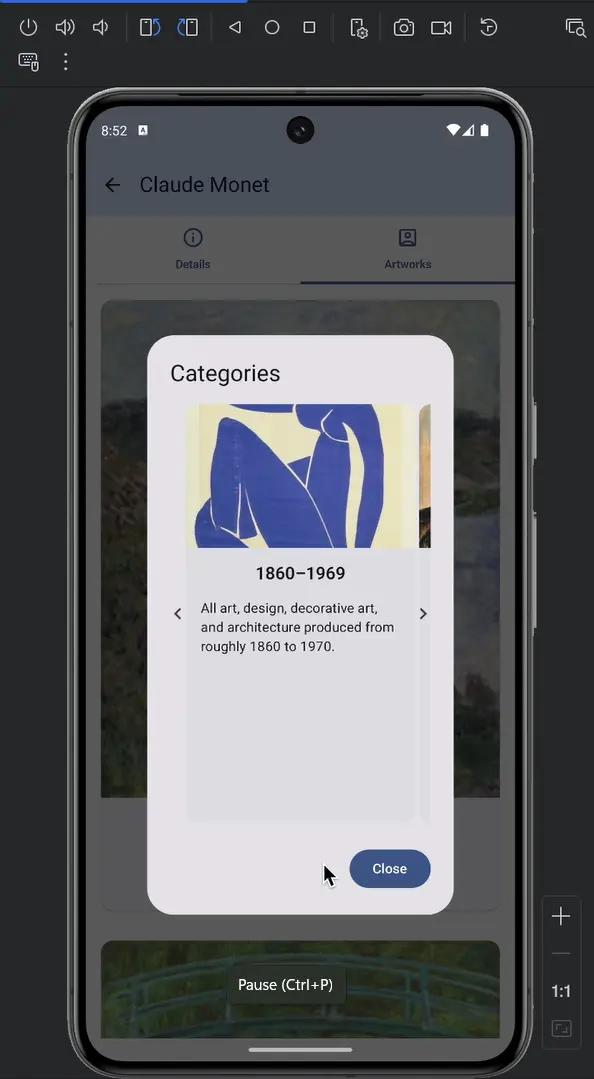 8:52
Claude Monet
Details
Artworks
Categories
1860–1969
All art, design, decorative art,
and architecture produced from
roughly 1860 to 1970.
Close
Pause (Ctrl+P)
1:1